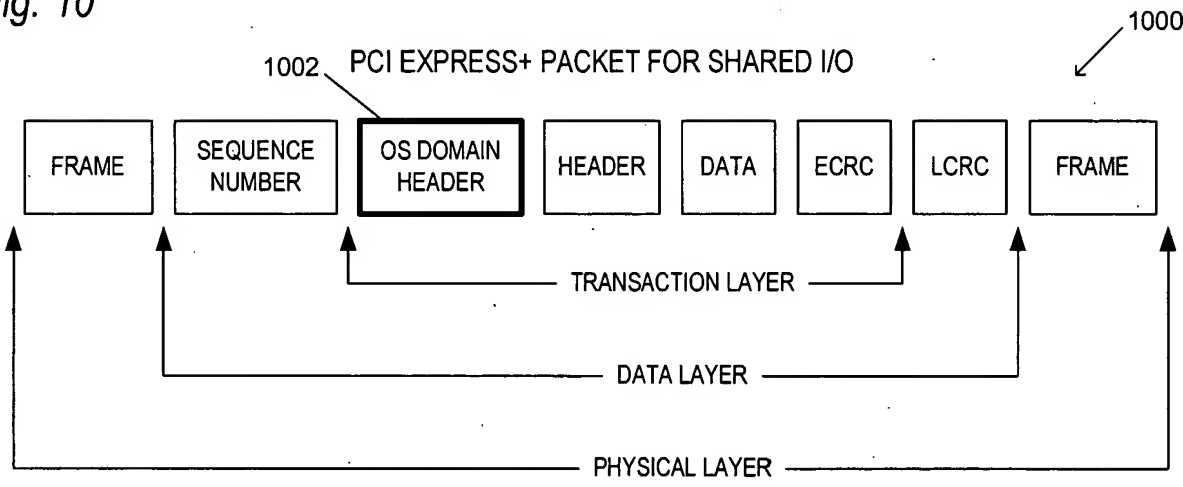 ig. 10
1000
1002 PCI EXPRESS+ PACKET FOR SHARED I/O
FRAME
SEQUENCE
NUMBER
OS DOMAIN
HEADER
HEADER
DATA
ECRC
LCRC
FRAME
TRANSACTION LAYER
DATA LAYER
PHYSICAL LAYER